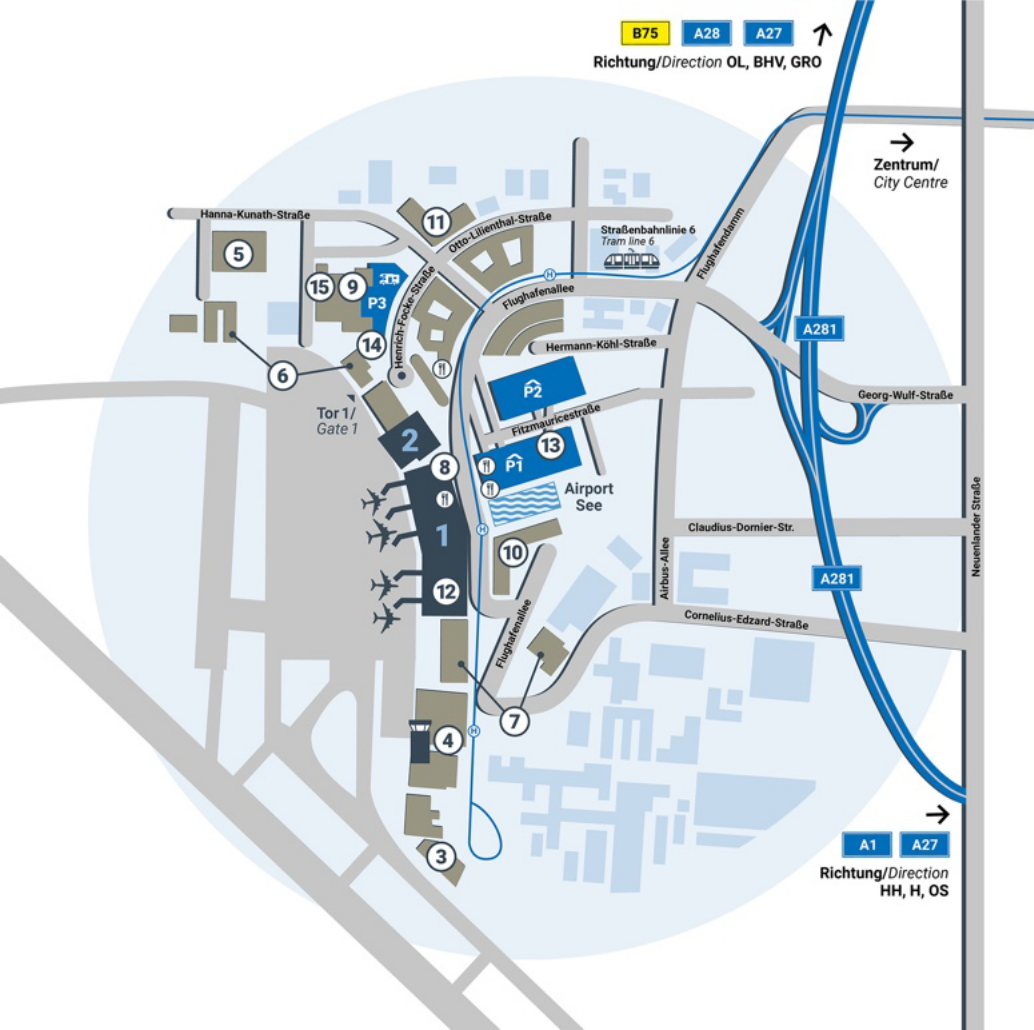 B75 A28 A27
Richtung/Direction OL, BHV, GRO
Zentrum/
City Centre
Hanna-Kunath-Straße
11
Otto-Lilienthal-Straße
Straßenbahnlinie 6
Tram line 6
Flughafendamm
5
15
9
P3
H
Flughafenallee
Henrich-Focke-Straße
14
Hermann-Köhl-Straße
A281
6
P2
Georg-Wulf-Straße
Tor 1/
Gate 1
Fitzmauricestraße
2
13
8
P1
Airport
See
1
H
Claudius-Dornier-Str.
Neuenlander Straße
10
Airbus-Allee
A281
12
Flughafenallee
Cornelius-Edzard-Straße
7
H
4
3
A1 A27
Richtung/Direction
HH, H, OS